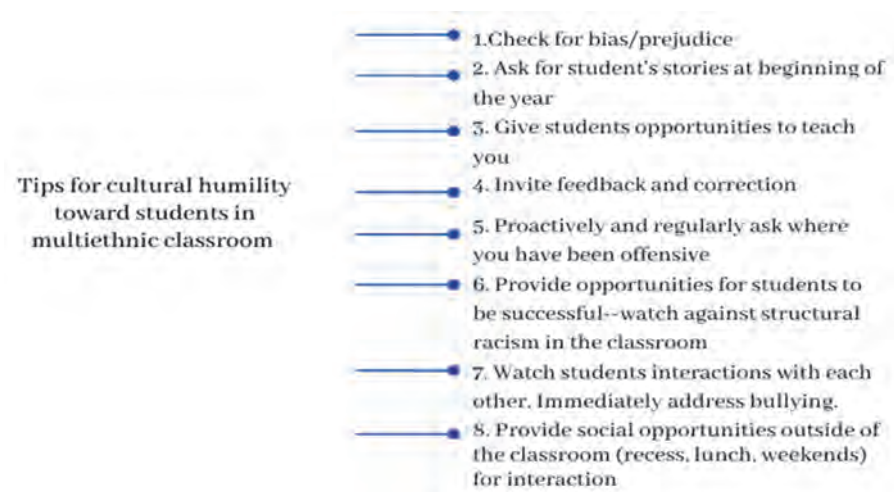 Tips for cultural humility
toward students in
multiethnic classroom
1.Check for bias/prejudice
2. Ask for student's stories at beginning of
the year
3. Give students opportunities to teach
you
4. Invite feedback and correction
5. Proactively and regularly ask where
you have been offensive
6. Provide opportunities for students to
be successful--watch against structural
racism in the classroom
7. Watch students interactions with each
other. Immediately address bullying.
8. Provide social opportunities outside of
the classroom (recess, lunch, weekends)
for interaction